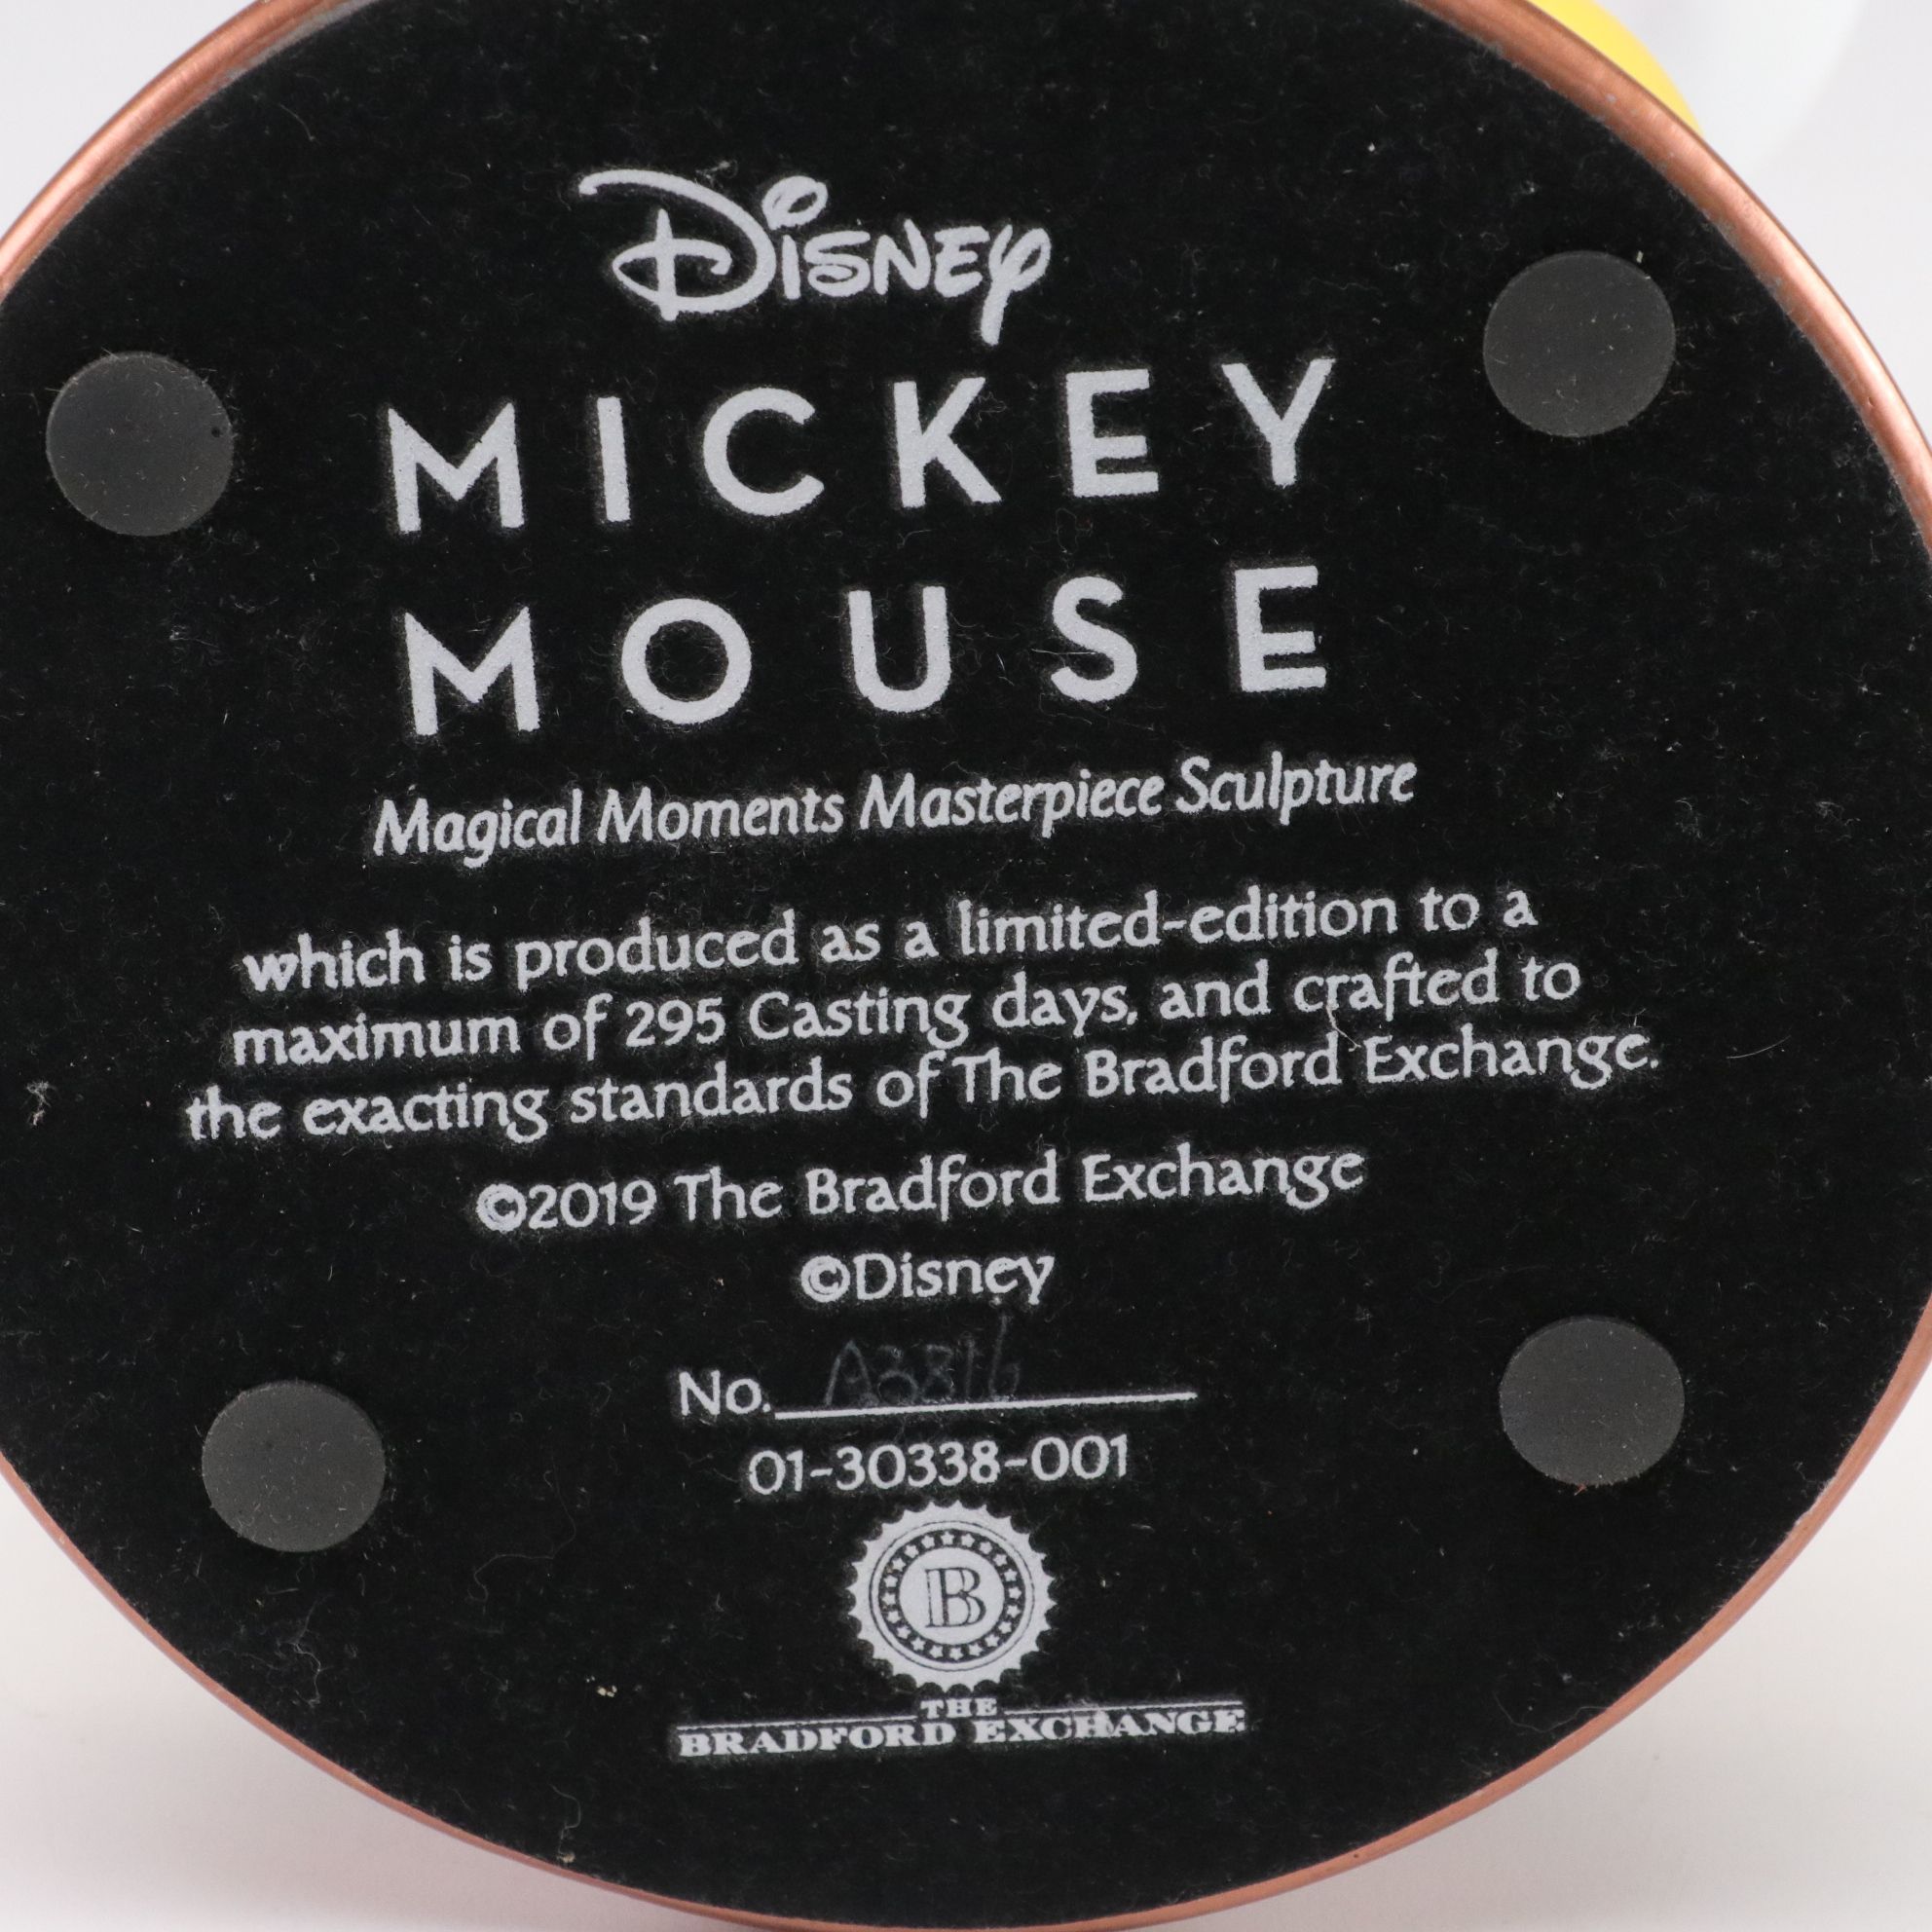 Disney
MICKEY
MOUSE
Magical Moments Masterpiece Sculpture
which is produced as a limited-edition to a
maximum of 295 Casting days, and crafted to
the exacting standards of The Bradford Exchange.
©2019 The Bradford Exchange
©Disney
No. A3816
01-30338-001
B
THE
BRADFORD EXCHANGE